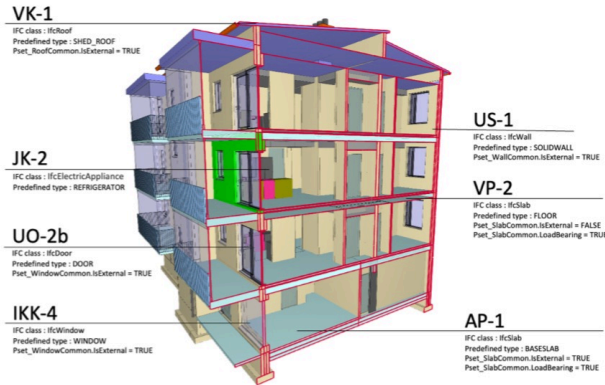 VK-1
IFC class : IfcRoof
Predefined type : SHED_ROOF
Pset_RoofCommon.IsExternal = TRUE
JK-2
IFC class : IfcElectricAppliance
Predefined type : REFRIGERATOR
UO-2b
IFC class : IfcDoor
Predefined type : DOOR
Pset_WindowCommon.IsExternal = TRUE
IKK-4
IFC class : IfcWindow
Predefined type : WINDOW
Pset_WindowCommon.IsExternal = TRUE
US-1
IFC class : IfcWall
Predefined type : SOLIDWALL
Pset_WallCommon.IsExternal = TRUE
VP-2
IFC class : IfcSlab
Predefined type : FLOOR
Pset_SlabCommon.IsExternal = FALSE
Pset_SlabCommon.LoadBearing = TRUE
AP-1
IFC class : IfcSlab
Predefined type : BASESLAB
Pset_SlabCommon.IsExternal = TRUE
Pset_SlabCommon.LoadBearing = TRUE